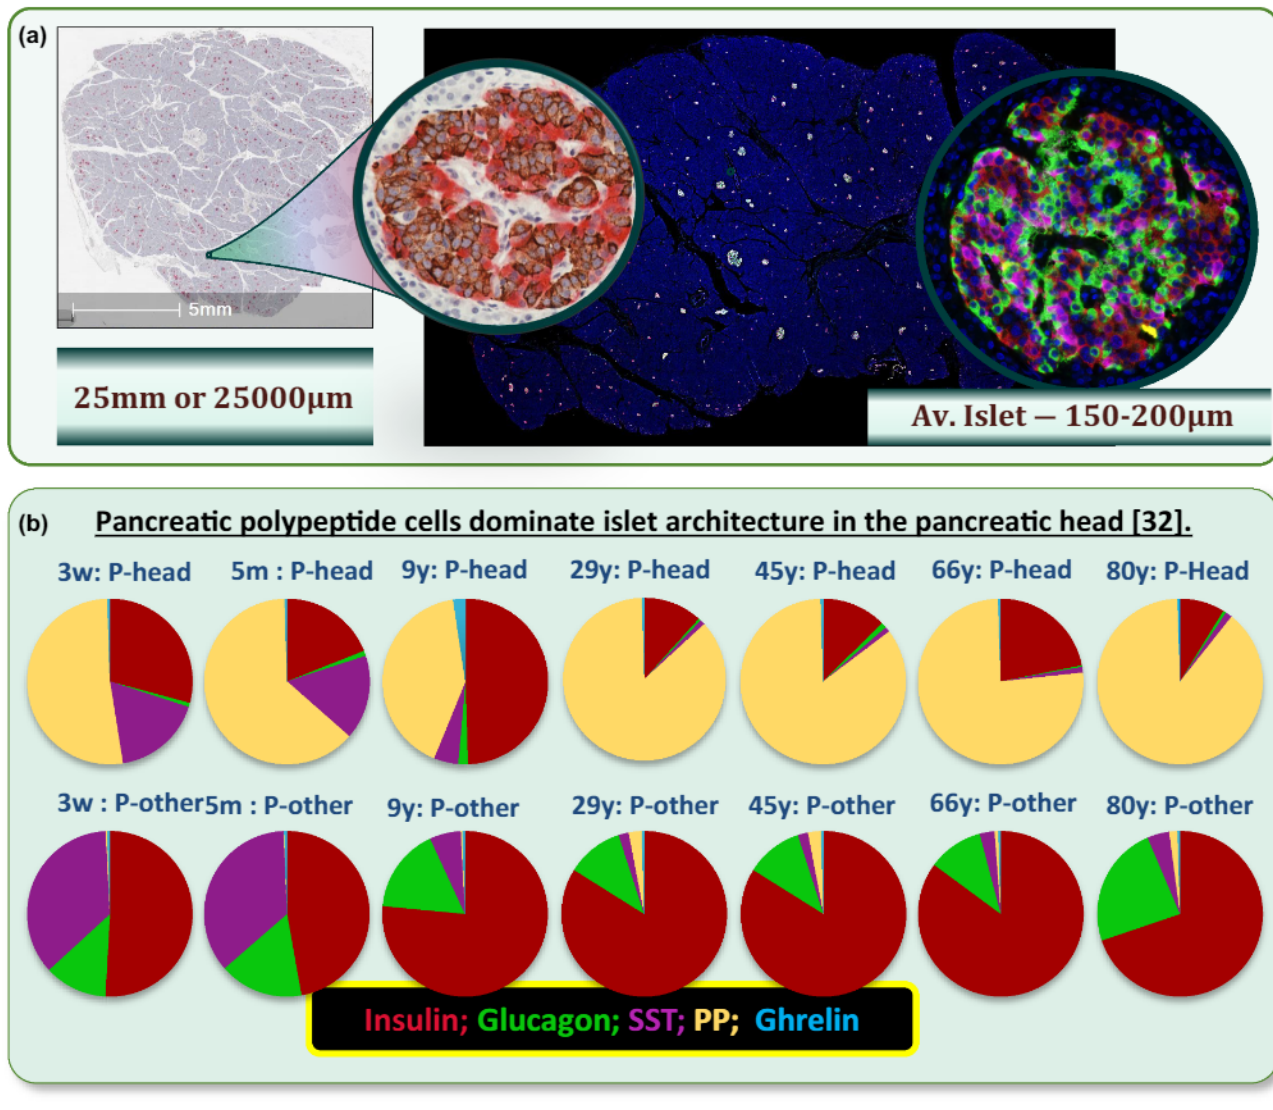 (a)
5mm
25mm or 25000μm
Av. Islet — 150-200μm
(b)
Pancreatic polypeptide cells dominate islet architecture in the pancreatic head [32].
3w: P-head 5m : P-head 9y: P-head 29y: P-head 45y: P-head 66y: P-head 80y: P-Head
3w : P-other 5m : P-other 9y: P-other 29y: P-other 45y: P-other 66y: P-other 80y: P-other
Insulin; Glucagon; SST; PP; Ghrelin